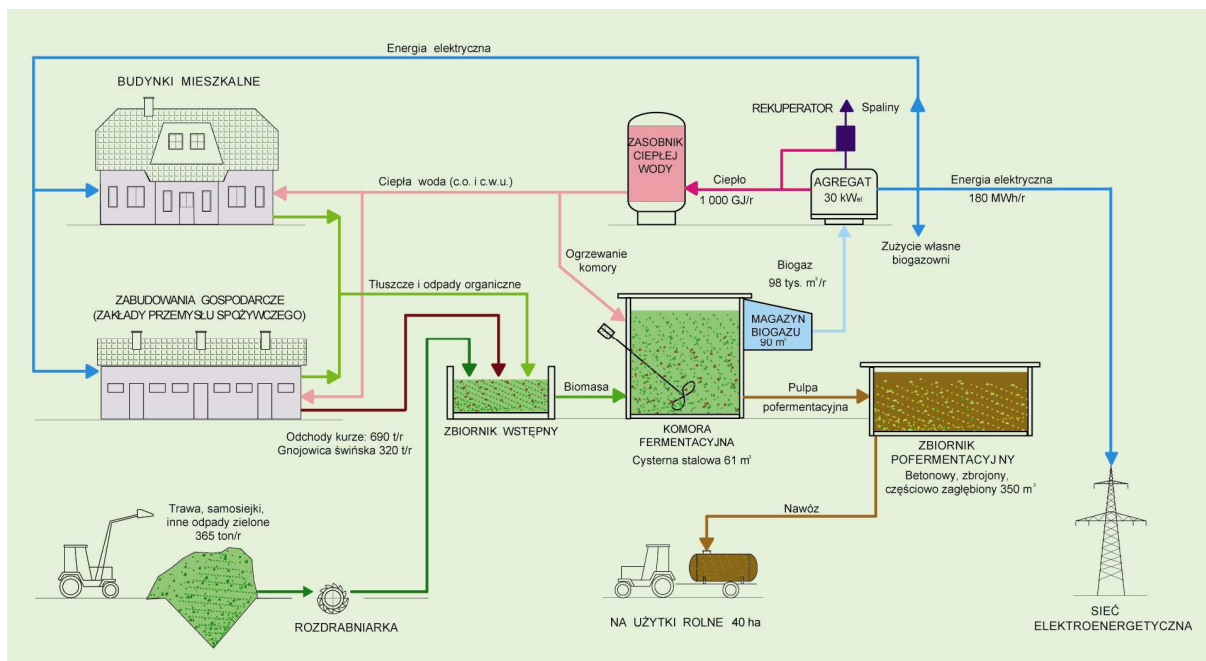 Energia elektryczna
BUDYNKI MIESZKALNE
REKUPERATOR
Spaliny
ZASOBNIK
CIEPŁEJ
WODY
Ciepła woda (c.o. i c.w.u.)
Ciepło
1 000 GJ/r
AGREGAT
30 kWel
Energia elektryczna
180 MWh/r
Zużycie własne
biogazowni
Ogrzewanie
komory
Biogaz
98 tys. m³/r
Tłuszcze i odpady organiczne
ZABUDOWANIA GOSPODARCZE
(ZAKŁADY PRZEMYSŁU SPOŻYWCZEGO)
MAGAZYN
BIOGAZU
90 m³
Biomasa
Pulpa
pofermentacyjna
ZBIORNIK WSTĘPNY
KOMORA
FERMENTACYJNA
Cysterna stalowa 61 m³
Odchody kurze: 690 t/r
Gnojowica świńska 320 t/r
ZBIORNIK
POFERMENTACYJNY
Betonowy, zbrojony,
częściowo zagłębiony 350 m³
Trawa, samosiejki,
inne odpady zielone
365 ton/r
Nawóz
ROZDRABNIARKA
NA UŻYTKI ROLNE 40 ha
SIEĆ
ELEKTROENERGETYCZNA